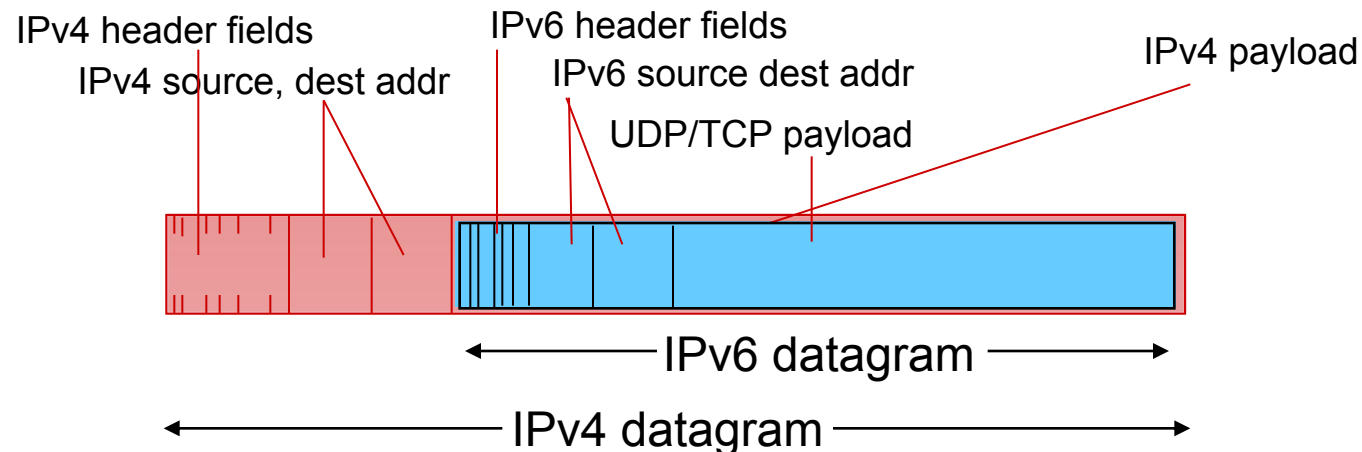 IPv4 header fields
IPv6 header fields
IPv4 payload
IPv4 source, dest addr
IPv6 source dest addr
UDP/TCP payload
IPv6 datagram
IPv4 datagram